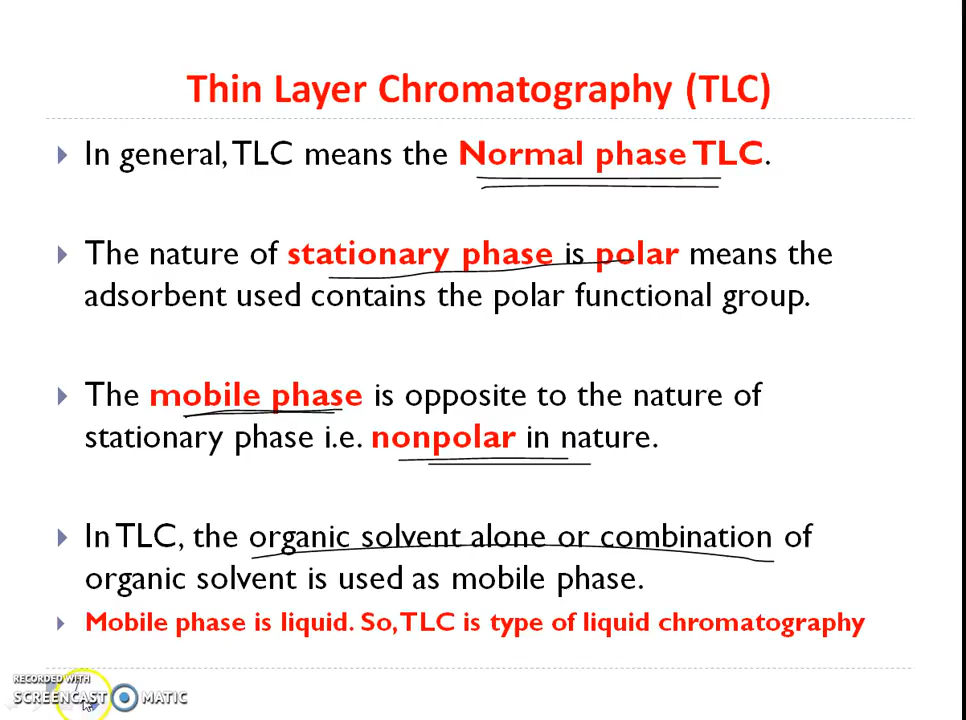 Thin Layer Chromatography (TLC)
In general, TLC means the Normal phase TLC.
The nature of stationary phase is polar means the
adsorbent used contains the polar functional group.
The mobile phase is opposite to the nature of
stationary phase i.e. nonpolar in nature.
In TLC, the organic solvent alone or combination of
organic solvent is used as mobile phase.
Mobile phase is liquid. So, TLC is type of liquid chromatography
RECORDED WITH
SCREENCAST MATIC